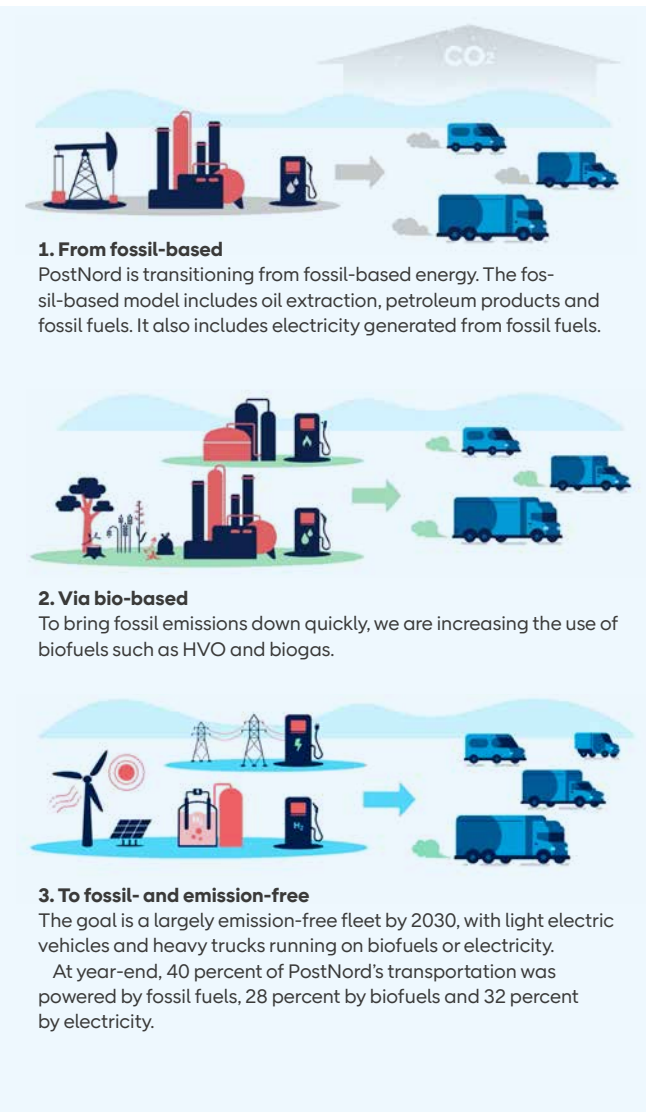 CO2
1. From fossil-based
PostNord is transitioning from fossil-based energy. The fos-
sil-based model includes oil extraction, petroleum products and
fossil fuels. It also includes electricity generated from fossil fuels.
2. Via bio-based
To bring fossil emissions down quickly, we are increasing the use of
biofuels such as HVO and biogas.
H2
3. To fossil- and emission-free
The goal is a largely emission-free fleet by 2030, with light electric
vehicles and heavy trucks running on biofuels or electricity.
At year-end, 40 percent of PostNord’s transportation was
powered by fossil fuels, 28 percent by biofuels and 32 percent
by electricity.